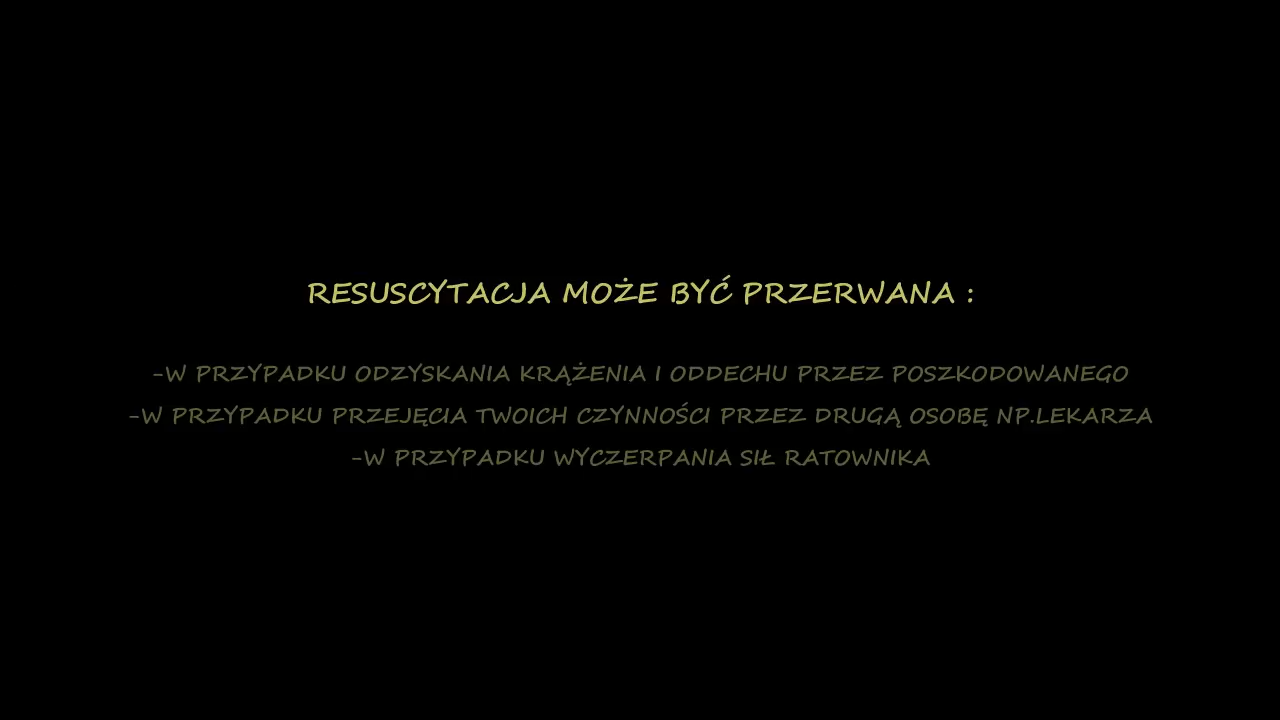 RESUSCYTACJA MOŻE BYĆ PRZERWANA :
-W PRZYPADKU ODZYSKANIA KRĄŻENIA I ODDECHU PRZEZ POSZKODOWANEGO
-W PRZYPADKU PRZEJĘCIA TWOICH CZYNNOŚCI PRZEZ DRUGĄ OSOBĘ NP.LEKARZA
-W PRZYPADKU WYCZERPANIA SIŁ RATOWNIKA